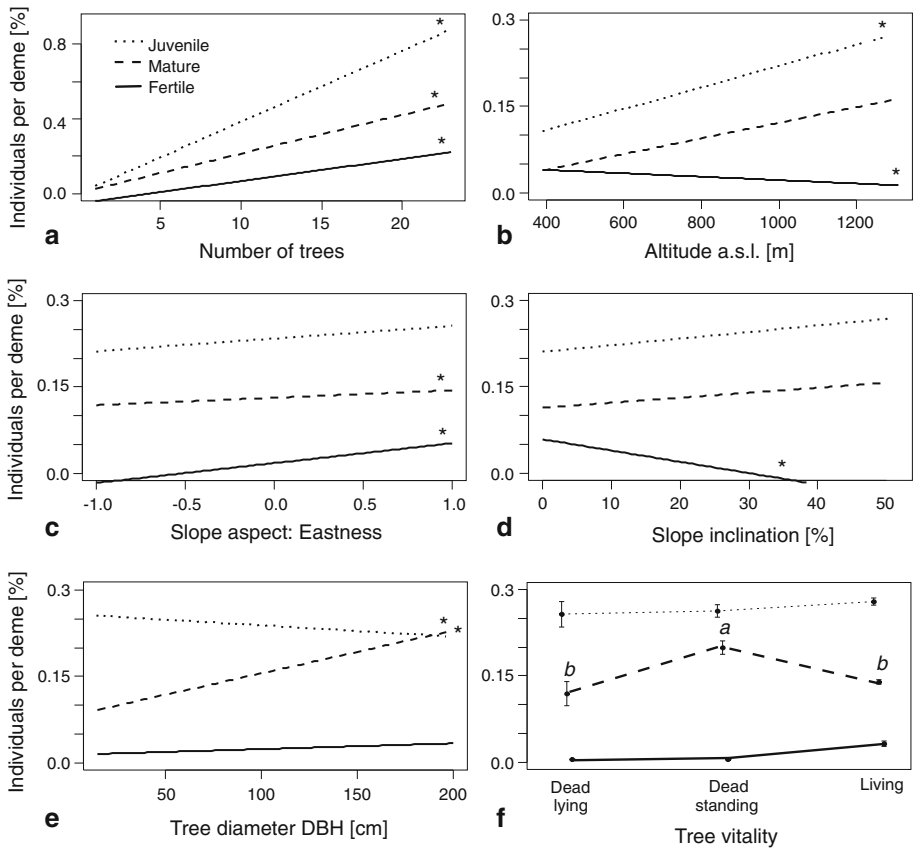 Individuals per deme [%]
0.8
0.4
0.0
Juvenile
Mature
Fertile
*
*
*
5
10
15
20
a
Number of trees
0.3
0.15
0.0
*
*
400
600
800
1000
1200
b
Altitude a.s.l. [m]
Individuals per deme [%]
0.3
0.15
0.0
*
*
-1.0
-0.5
0.0
0.5
1.0
c
Slope aspect: Eastness
0.3
0.15
0.0
*
0
10
20
30
40
50
d
Slope inclination [%]
Individuals per deme [%]
0.3
0.15
0.0
*
*
50
100
150
200
e
Tree diameter DBH [cm]
0.3
0.15
0.0
b
a
b
Dead
lying
Dead
standing
Living
f
Tree vitality